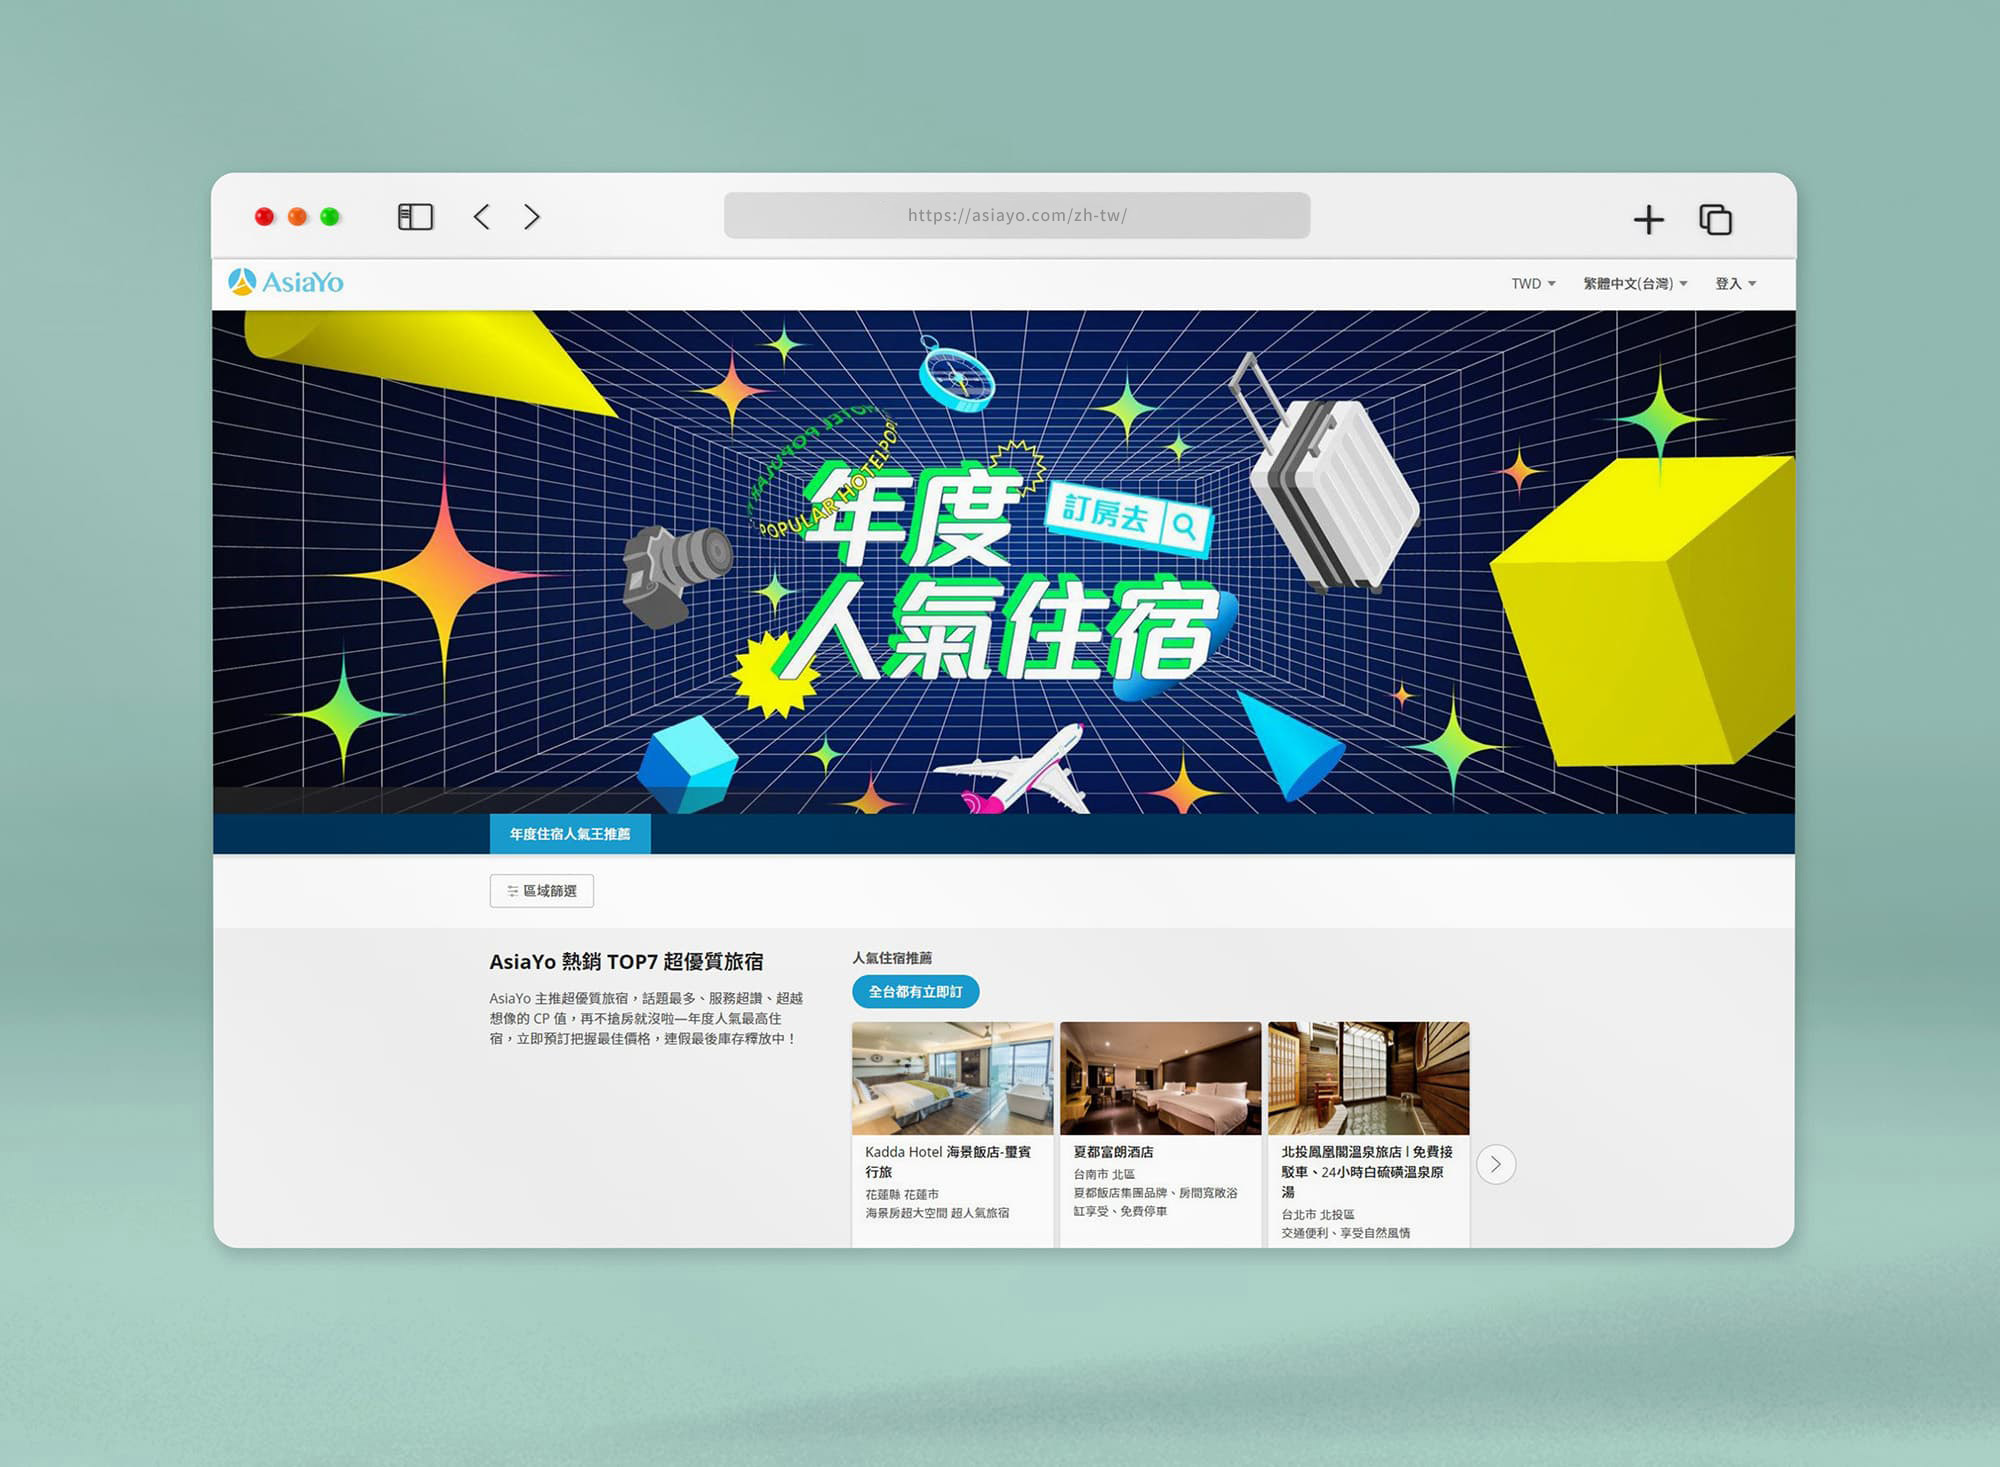 https://asiayo.com/zh-tw/
AsiaYo
TWD
繁體中文(台灣)
登入
HOTEL POPULAR
POPULAR HOTEL POP
年度
訂房去
人氣住宿
年度住宿人氣王推薦
區域篩選
AsiaYo 熱銷 TOP7 超優質旅宿
AsiaYo 主推超優質旅宿，話題最多、服務超讚、超越
想像的 CP 值，再不搶房就沒啦—年度人氣最高住
宿，立即預訂把握最佳價格，連假最後庫存釋放中！
人氣住宿推薦
全台都有立即訂
Kadda Hotel 海景飯店-璽賓
行旅
花蓮縣 花蓮市
海景房超大空間 超人氣旅宿
夏都富朗酒店
台南市 北區
夏都飯店集團品牌、房間寬敞浴
缸享受、免費停車
北投鳳凰閣溫泉旅店 l 免費接
駁車、24小時白硫磺溫泉原
湯
台北市 北投區
交通便利、享受自然風情